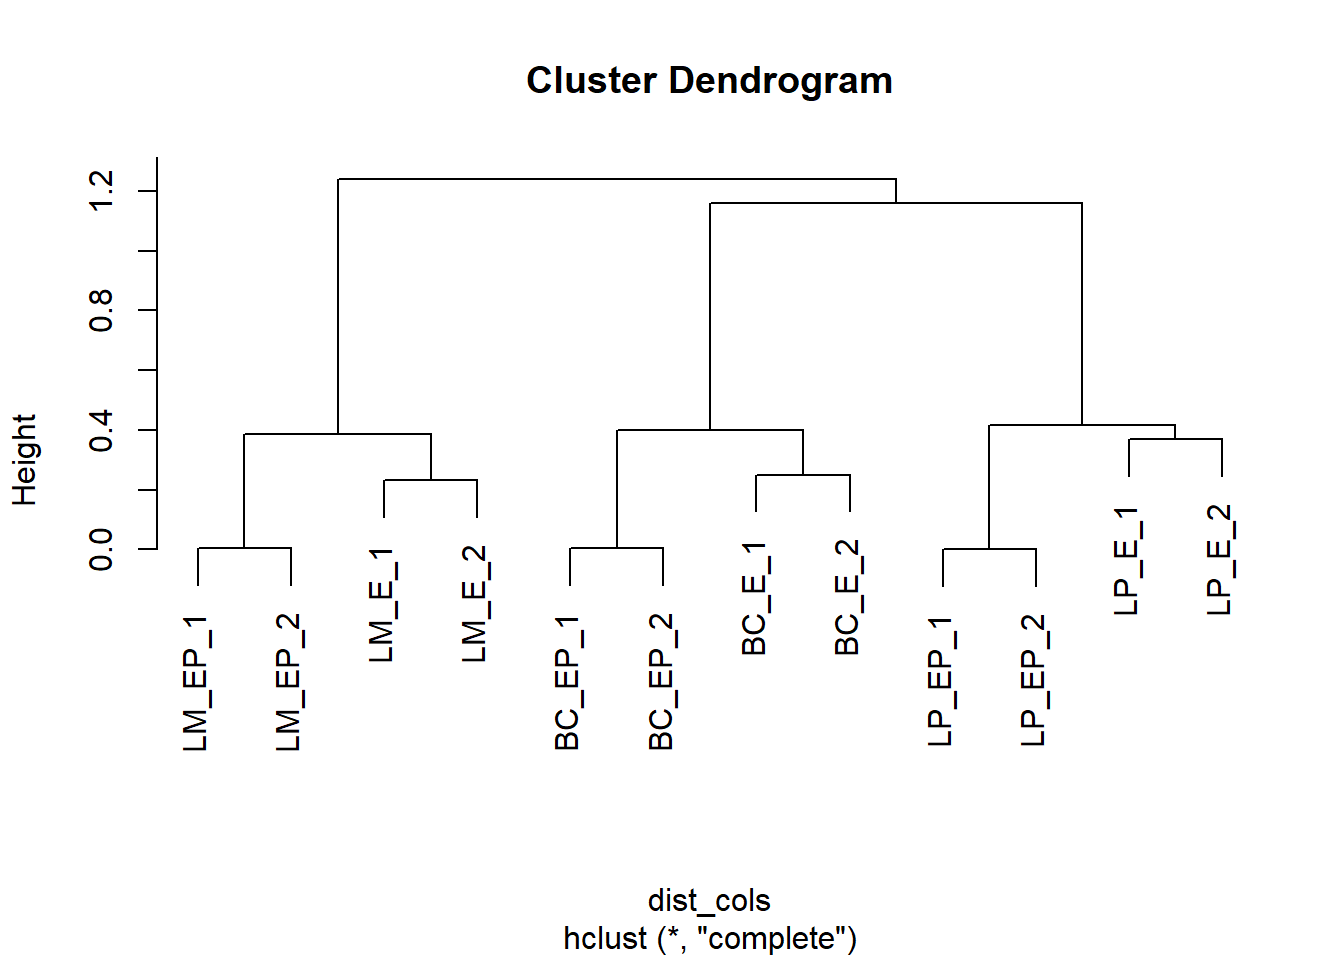 Cluster Dendrogram
Height
1.2
0.8
0.4
0.0
LM_EP_1
LM_EP_2
LM_E_1
LM_E_2
BC_EP_1
BC_EP_2
BC_E_1
BC_E_2
LP_EP_1
LP_EP_2
LP_E_1
LP_E_2
dist_cols
hclust (*, "complete")